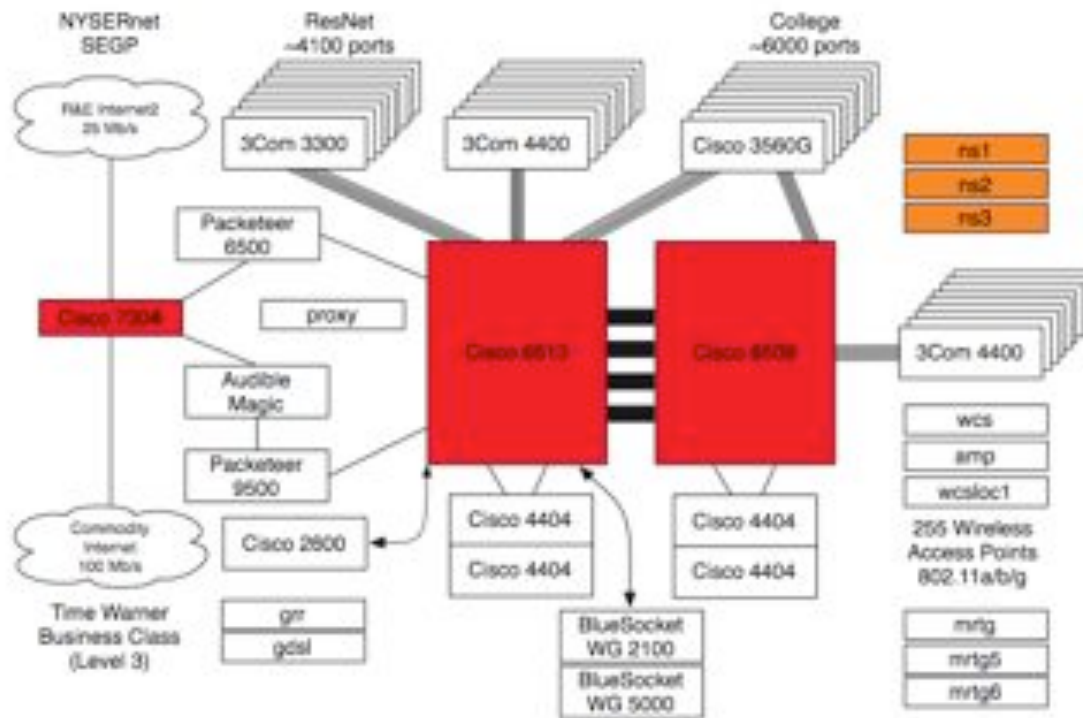 NYSERnet
SEGP
ResNet
~4100 ports
College
~6000 ports
R&E Internet2
25 Mb/s
3Com 3300
3Com 4400
Cisco 3560G
ns1
ns2
ns3
Packeteer
6500
Cisco 7304
proxy
Cisco 6513
Cisco 6509
3Com 4400
Audible
Magic
Packeteer
9500
wcs
amp
wcsloc1
Commodity
Internet
100 Mb/s
Cisco 2600
Cisco 4404
Cisco 4404
Cisco 4404
Cisco 4404
255 Wireless
Access Points
802.11a/b/g
Time Warner
Business Class
(Level 3)
grr
gdsl
BlueSocket
WG 2100
BlueSocket
WG 5000
mrtg
mrtg5
mrtg6